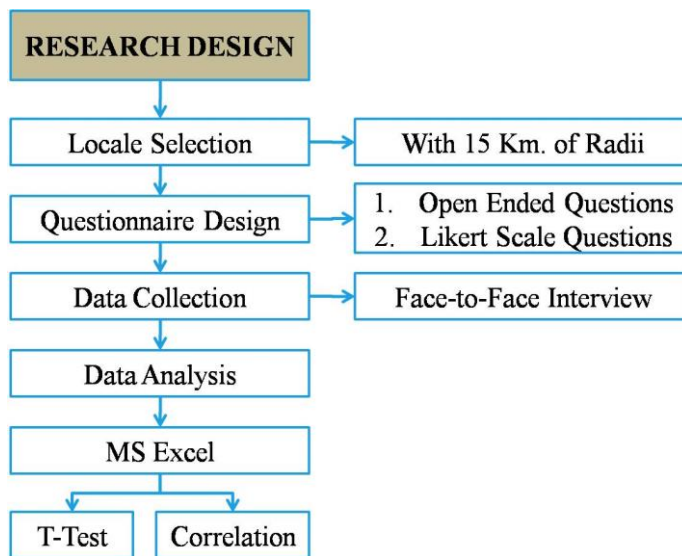 RESEARCH DESIGN
Locale Selection
With 15 Km. of Radii
Questionnaire Design
1. Open Ended Questions
2. Likert Scale Questions
Data Collection
Face-to-Face Interview
Data Analysis
MS Excel
T-Test
Correlation